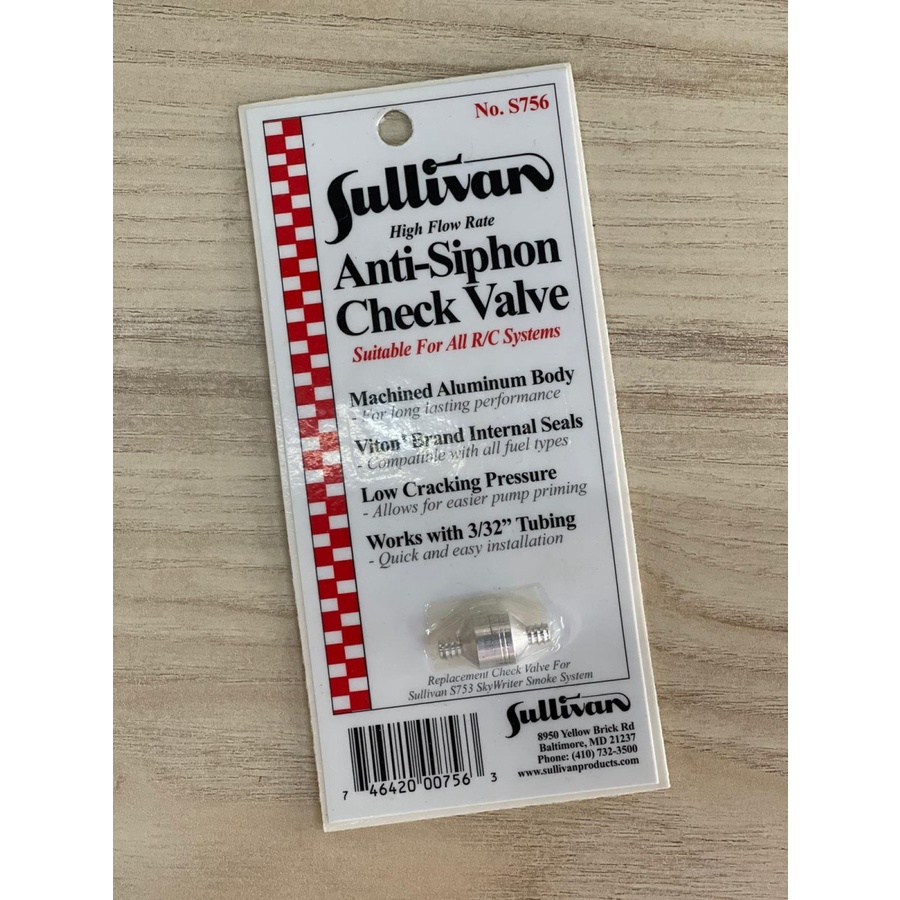 No. S756
Sullivan
High Flow Rate
Anti-Siphon
Check Valve
Suitable For All R/C Systems
Machined Aluminum Body
- For long lasting performance
Viton® Brand Internal Seals
- Compatible with all fuel types
Low Cracking Pressure
- Allows for easier pump priming
Works with 3/32” Tubing
- Quick and easy installation
Replacement Check Valve For
Sullivan S753 SkyWriter Smoke System
Sullivan
8950 Yellow Brick Rd
Baltimore, MD 21237
Phone: (410) 732-3500
www.sullivanproducts.com
7 46420 00756 3